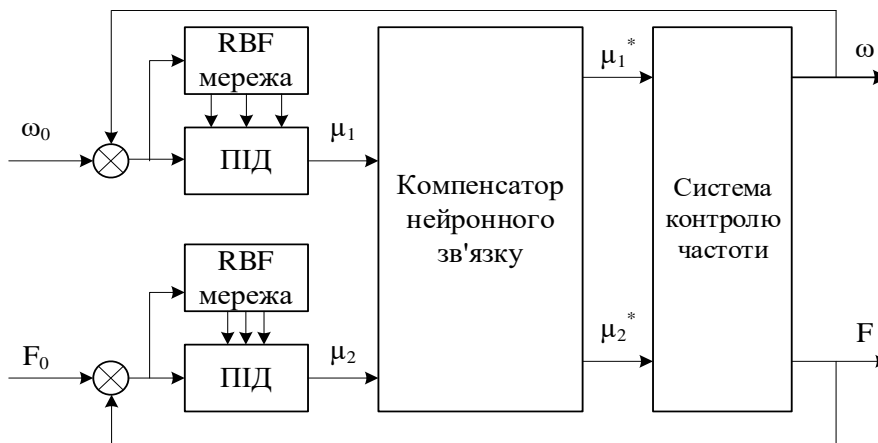 RBF
мережа
ω₀
ПІД
μ₁
Компенсатор
нейронного
зв'язку
μ₁*
Система
контролю
частоти
ω
RBF
мережа
F₀
ПІД
μ₂
μ₂*
F